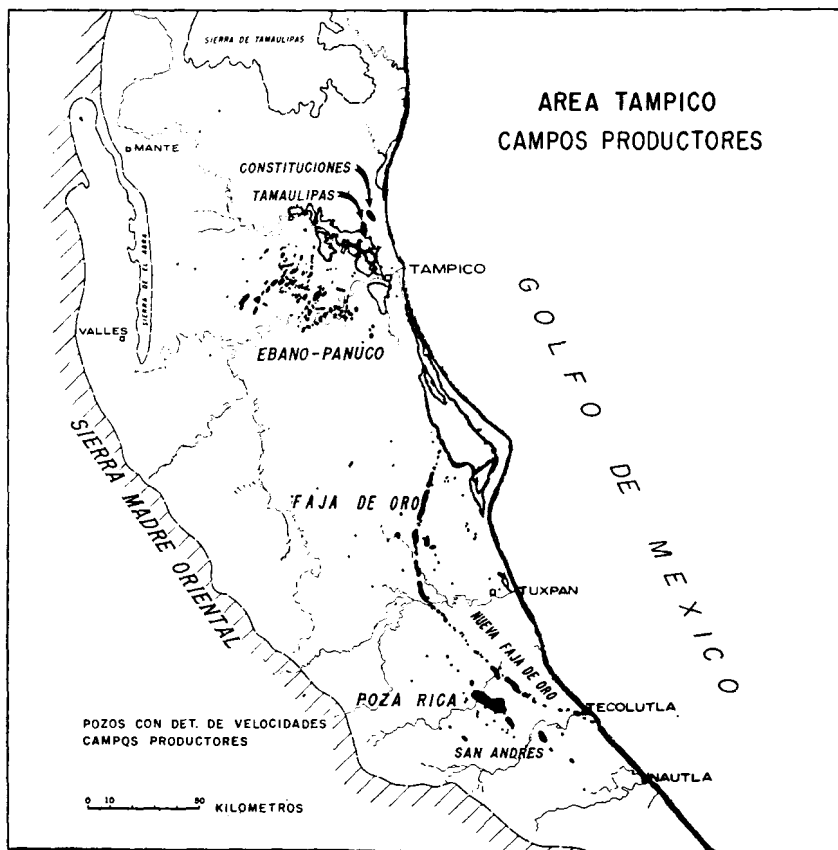 AREA TAMPICO
CAMPOS PRODUCTORES
SIERRA DE TAMAULIPAS
MANTE
CONSTITUCIONES
TAMAULIPAS
TAMPICO
SIERRA DE EL ABRA
VALLES
EBANO-PANUCO
GOLFO DE MEXICO
SIERRA MADRE ORIENTAL
FAJA DE ORO
TUXPAN
NUEVA FAJA DE ORO
POZA RICA
TECOLUTLA
SAN ANDRES
NAUTLA
POZOS CON DET. DE VELOCIDADES
CAMPOS PRODUCTORES
0 10 50
KILOMETROS